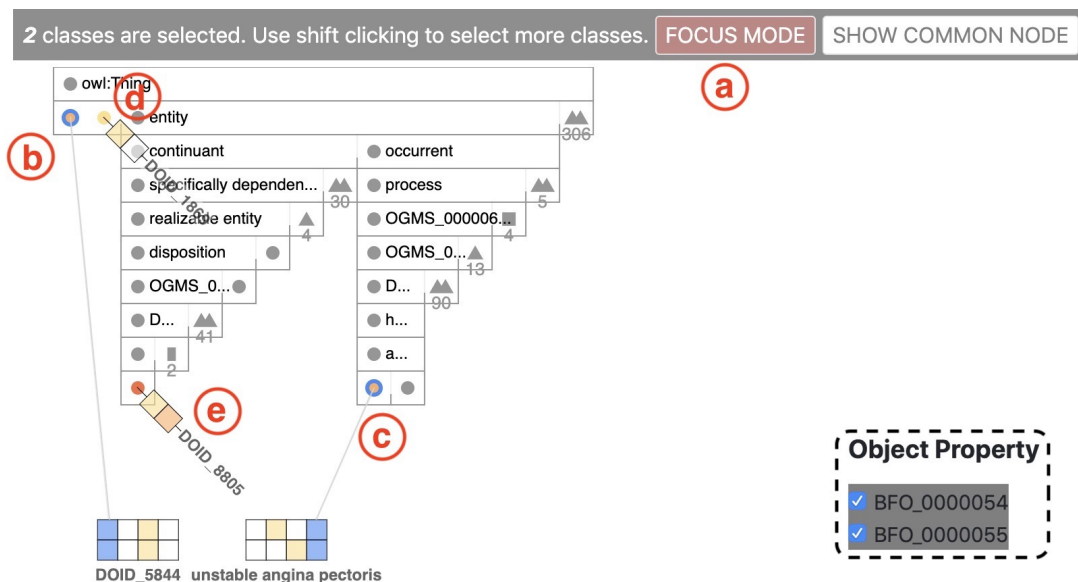 2 classes are selected. Use shift clicking to select more classes. FOCUS MODE SHOW COMMON NODE
a
owl:Thing
d
entity
306
b
continuant occurrent
DOID_1869
specifically dependen... 30 process 5
realizable entity 4 OGMS_000006... 4
disposition OGMS_0... 13
OGMS_0... D... 90
D... 41 h...
2 a...
e
c
DOID_8805
Object Property
BFO_0000054
BFO_0000055
DOID_5844 unstable angina pectoris